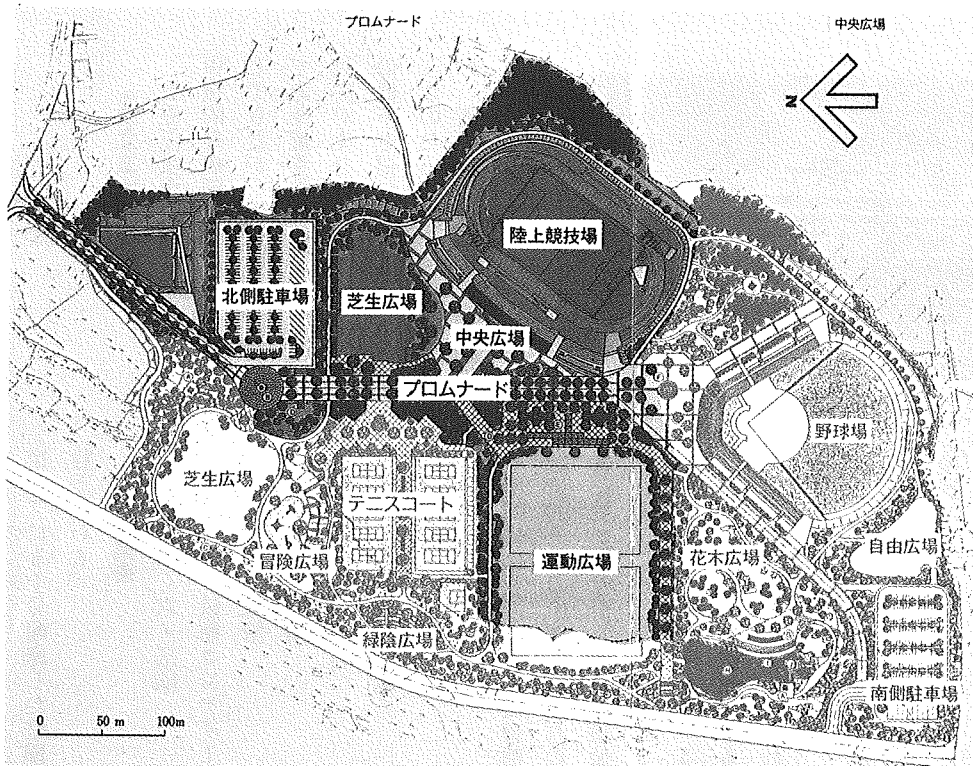 プロムナード
中央広場
N
陸上競技場
北側駐車場
芝生広場
中央広場
プロムナード
野球場
芝生広場
テニスコート
自由広場
冒険広場
運動広場
花木広場
緑陰広場
南側駐車場
0 50 m 100m